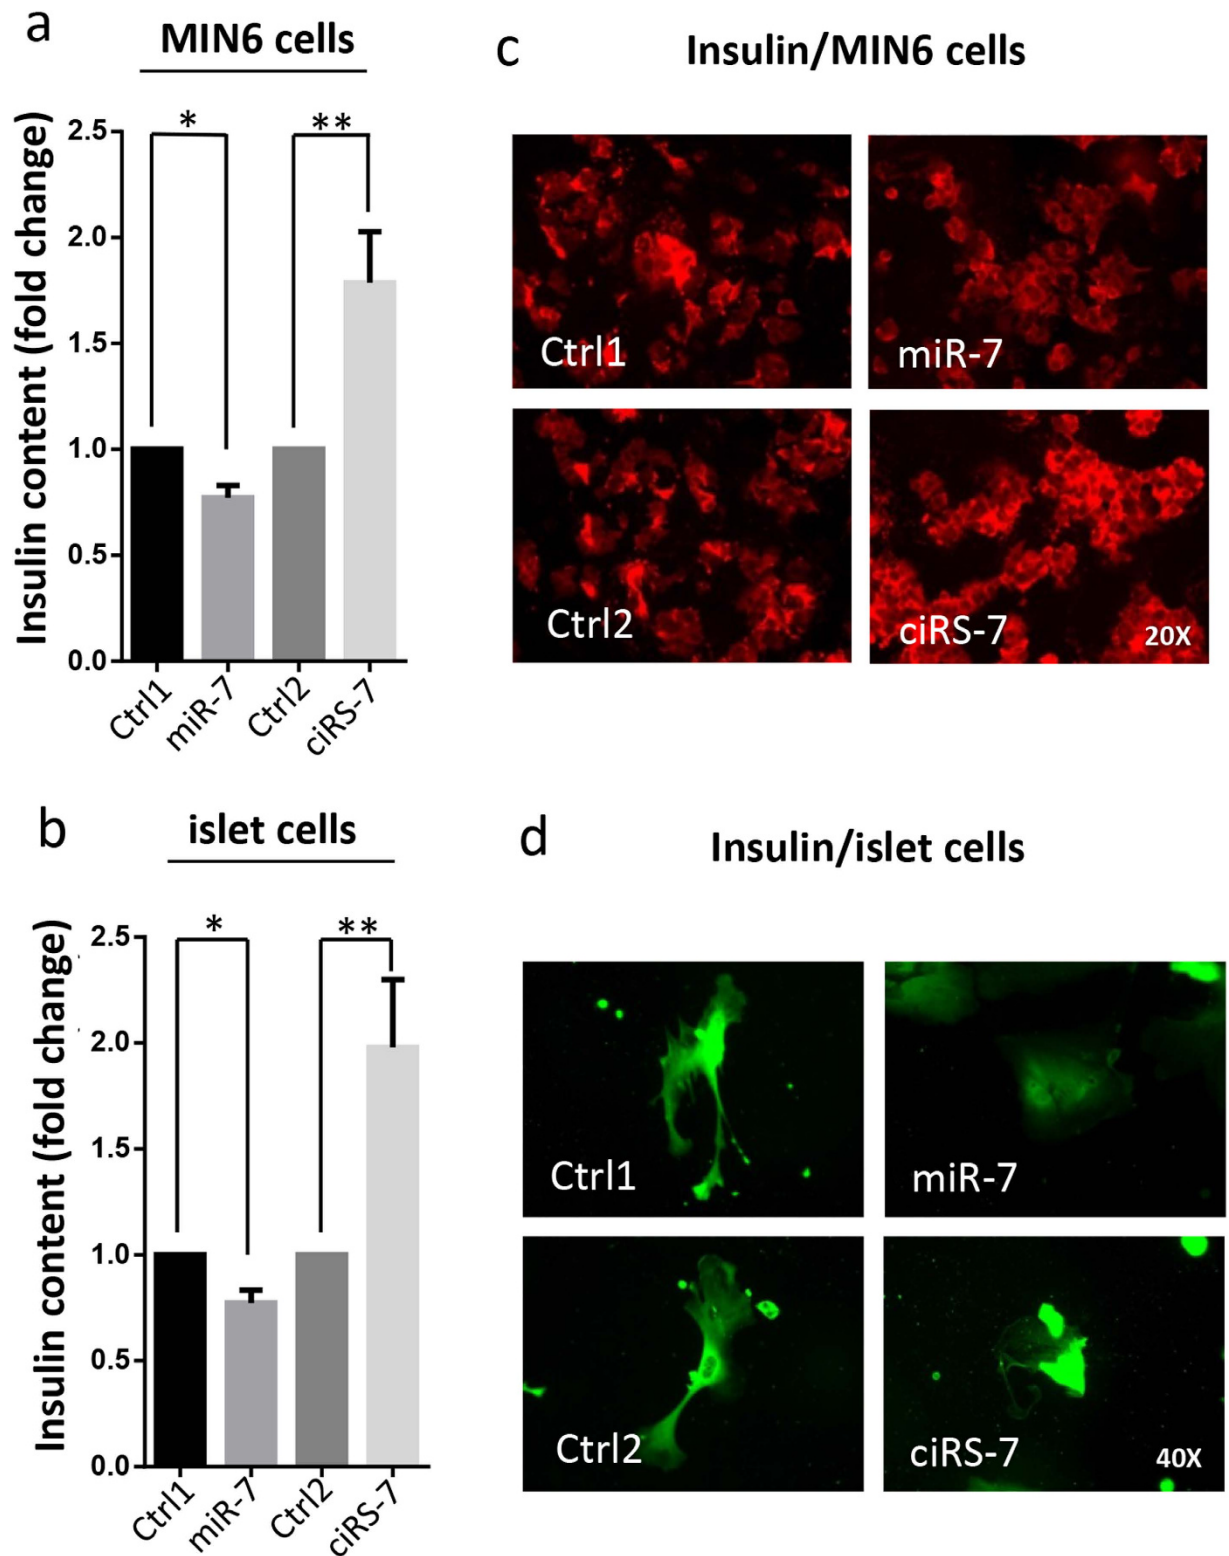 a
MIN6 cells
Insulin content (fold change)
2.5
2.0
1.5
1.0
0.5
0.0
*
**
Ctrl1
miR-7
Ctrl2
ciRS-7
c
Insulin/MIN6 cells
Ctrl1
miR-7
Ctrl2
ciRS-7
20X
b
islet cells
Insulin content (fold change)
2.5
2.0
1.5
1.0
0.5
0.0
*
**
Ctrl1
miR-7
Ctrl2
ciRS-7
d
Insulin/islet cells
Ctrl1
miR-7
Ctrl2
ciRS-7
40X